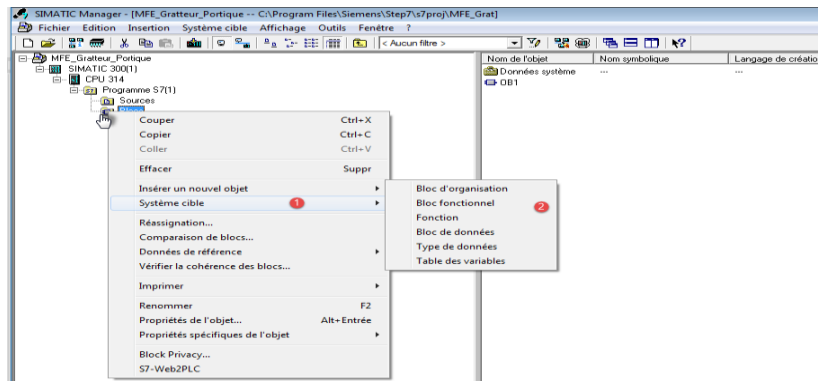 SIMATIC Manager - [MFE_Gratteur_Portique -- C:\Program Files\Siemens\Step7\s7proj\MFE_Grat]
Fichier Edition Insertion Système cible Affichage Outils Fenêtre ?
< Aucun filtre >
MFE_Gratteur_Portique
SIMATIC 300(1)
CPU 314
Programme S7(1)
Sources
Nom de l'objet Nom symbolique Langage de créatio
Données système ... ...
OB1
Couper Ctrl+X
Copier Ctrl+C
Coller Ctrl+V
Effacer Suppr
Insérer un nouvel objet
Système cible 1
Réassignation...
Comparaison de blocs...
Données de référence
Vérifier la cohérence des blocs...
Imprimer
Renommer F2
Propriétés de l'objet... Alt+Entrée
Propriétés spécifiques de l'objet
Block Privacy...
S7-Web2PLC
Bloc d'organisation
Bloc fonctionnel 2
Fonction
Bloc de données
Type de données
Table des variables